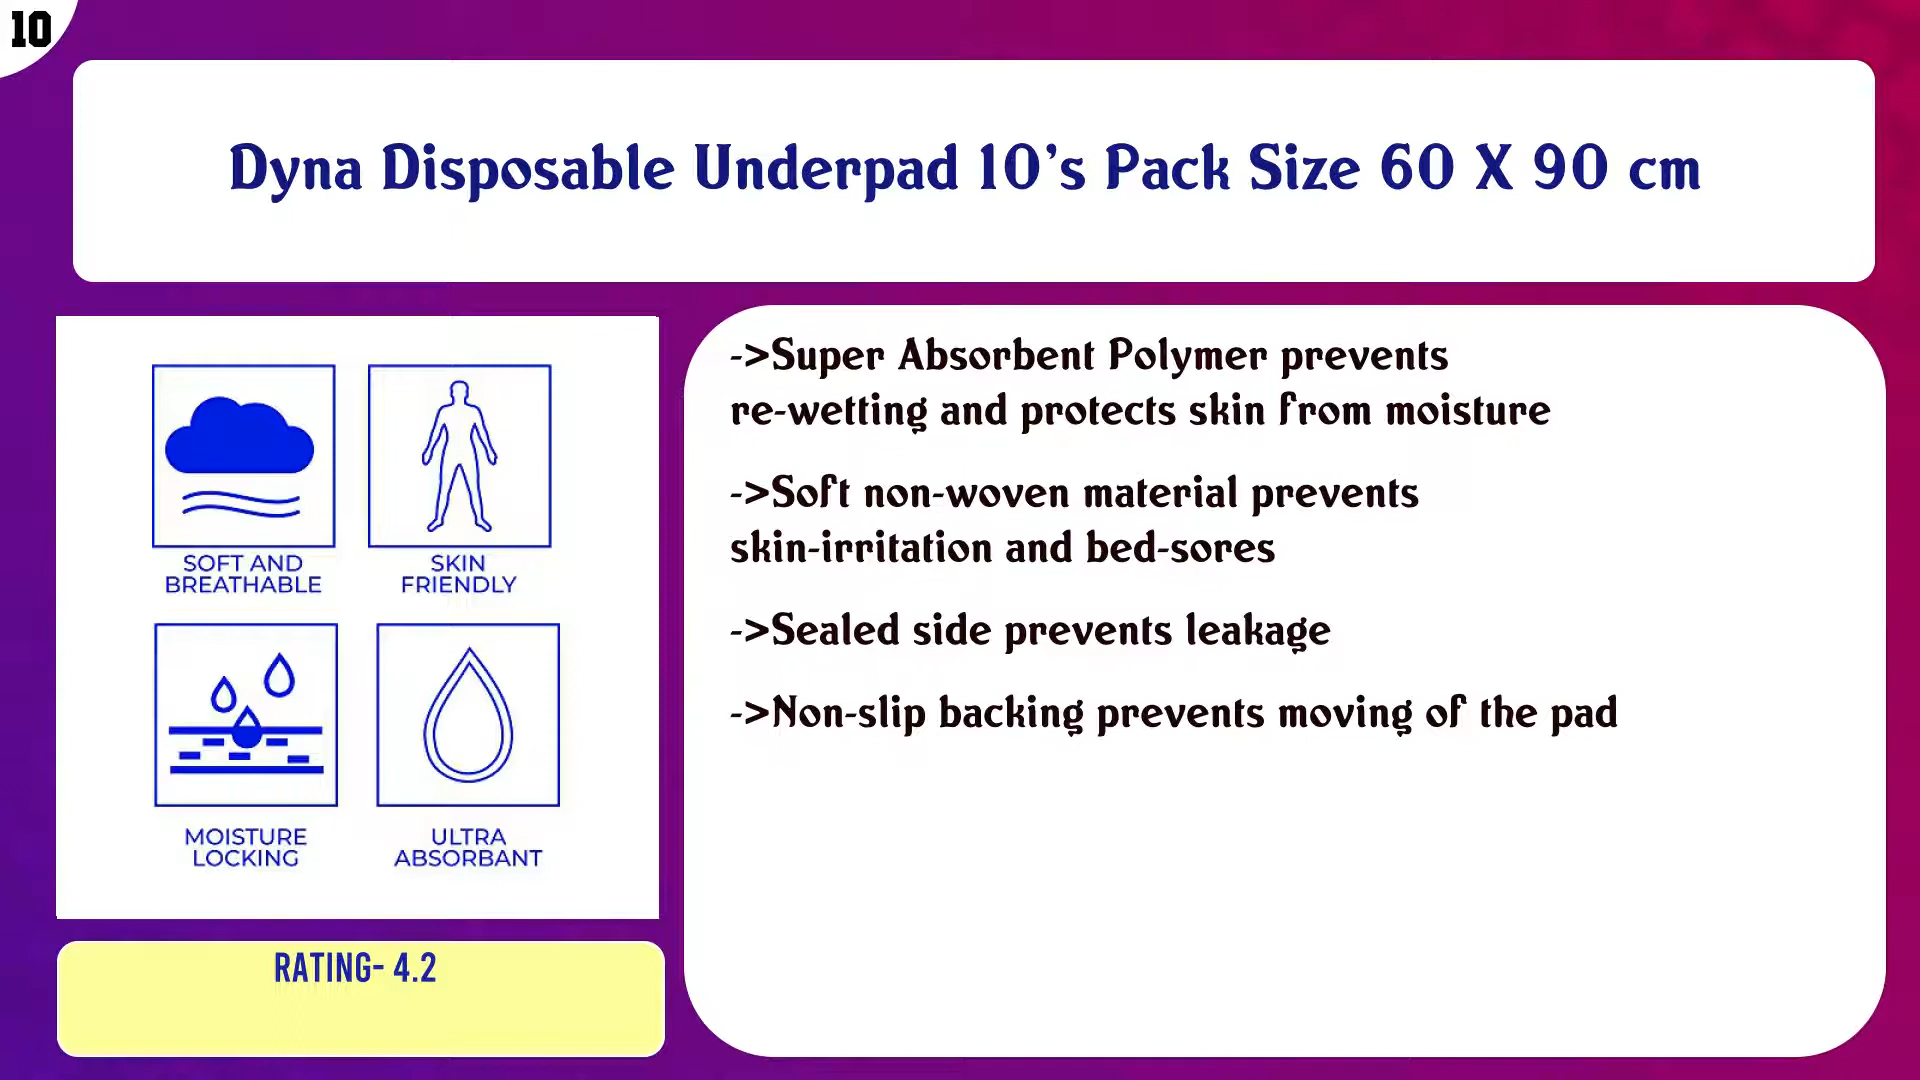 10
Dyna Disposable Underpad 10's Pack Size 60 X 90 cm
SOFT AND
BREATHABLE
SKIN
FRIENDLY
MOISTURE
LOCKING
ULTRA
ABSORBANT
RATING- 4.2
->Super Absorbent Polymer prevents
re-wetting and protects skin from moisture
->Soft non-woven material prevents
skin-irritation and bed-sores
->Sealed side prevents leakage
->Non-slip backing prevents moving of the pad